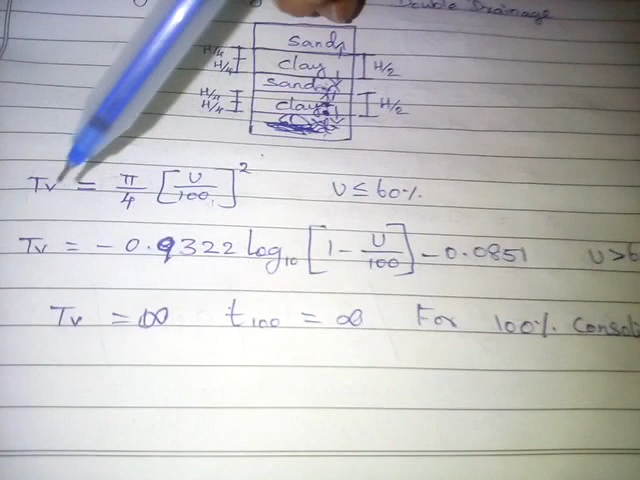 Double Drainage
sand
H/4
H/4 clay H/2
sand
H/4
H/4 clay H/2
Tv = π/4 [U/100]² U ≤ 60%
Tv = -0.9322 log₁₀ [1 - U/100] - 0.0851 U>6
Tv = ∞ t₁₀₀ = ∞ For 100% Consoli